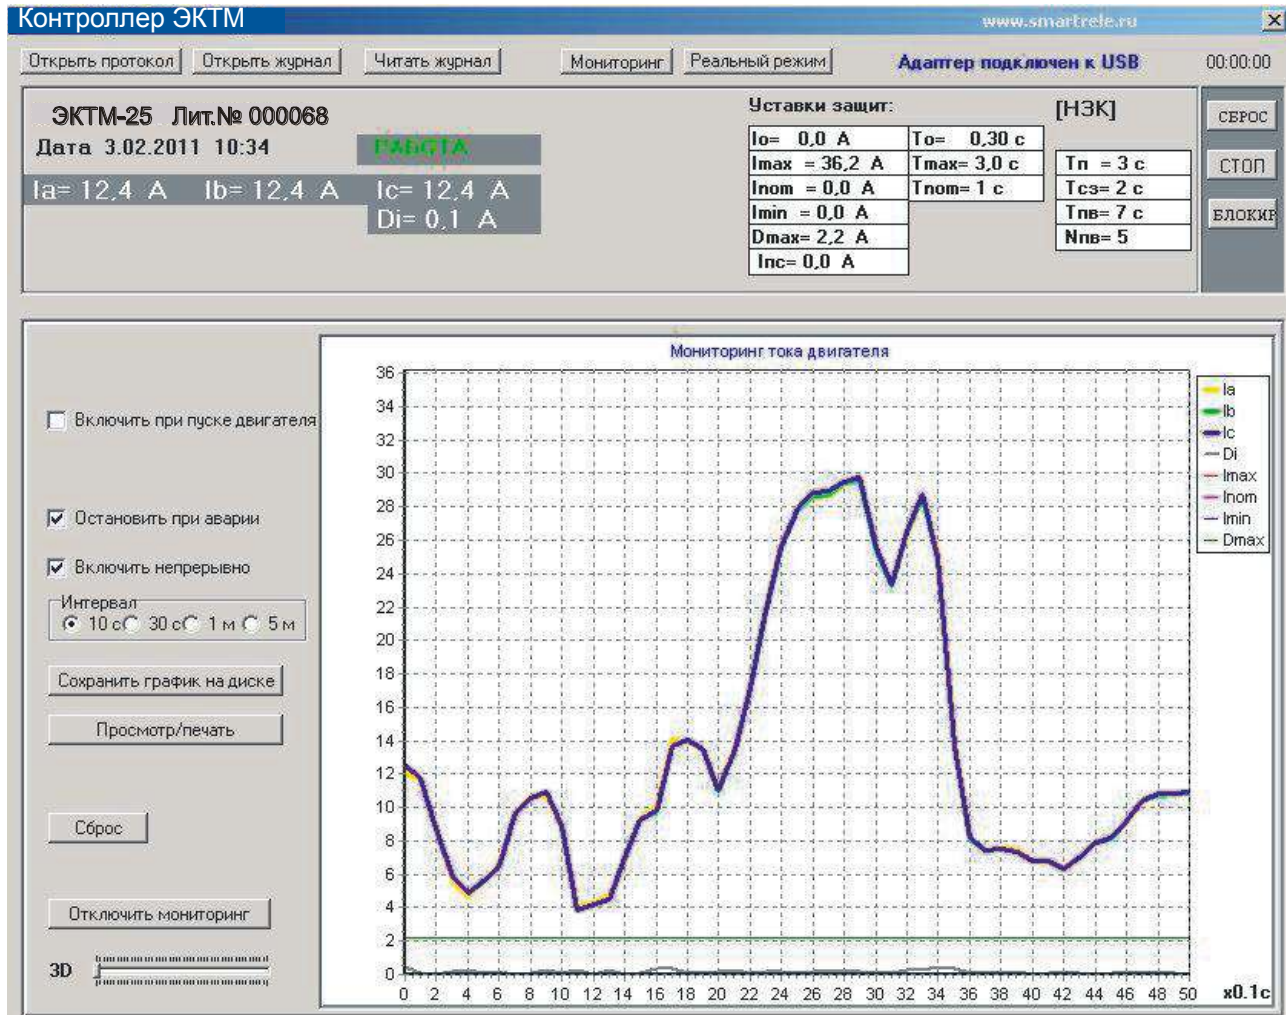 Контроллер ЭКТМ
www.smartrele.ru
Открыть протокол Открыть журнал Читать журнал Мониторинг Реальный режим Адаптер подключен к USB 00:00:00
ЭКТМ-25 Лит.№ 000068
Дата 3.02.2011 10:34 РАБОТА
Ia= 12,4 A Ib= 12,4 A Ic= 12,4 A
Di= 0,1 A
Уставки защит: [НЗК]
Io= 0,0 A To= 0,30 c
Imax = 36,2 A Tmax= 3,0 c Тп = 3 c
Inom = 0,0 A Tnom= 1 c Тсз= 2 c
Imin = 0,0 A Тпв= 7 c
Dmax= 2,2 A Nпв= 5
Iпс= 0,0 A
СБРОС
СТОП
БЛОКИР
Включить при пуске двигателя
Остановить при аварии
Включить непрерывно
Интервал
10 с 30 с 1 м 5 м
Сохранить график на диске
Просмотр/печать
Сброс
Отключить мониторинг
3D
Мониторинг тока двигателя
36
34
32
30
28
26
24
22
20
18
16
14
12
10
8
6
4
2
0
0 2 4 6 8 10 12 14 16 18 20 22 24 26 28 30 32 34 36 38 40 42 44 46 48 50 x0.1c
Ia
Ib
Ic
Di
Imax
Inom
Imin
Dmax